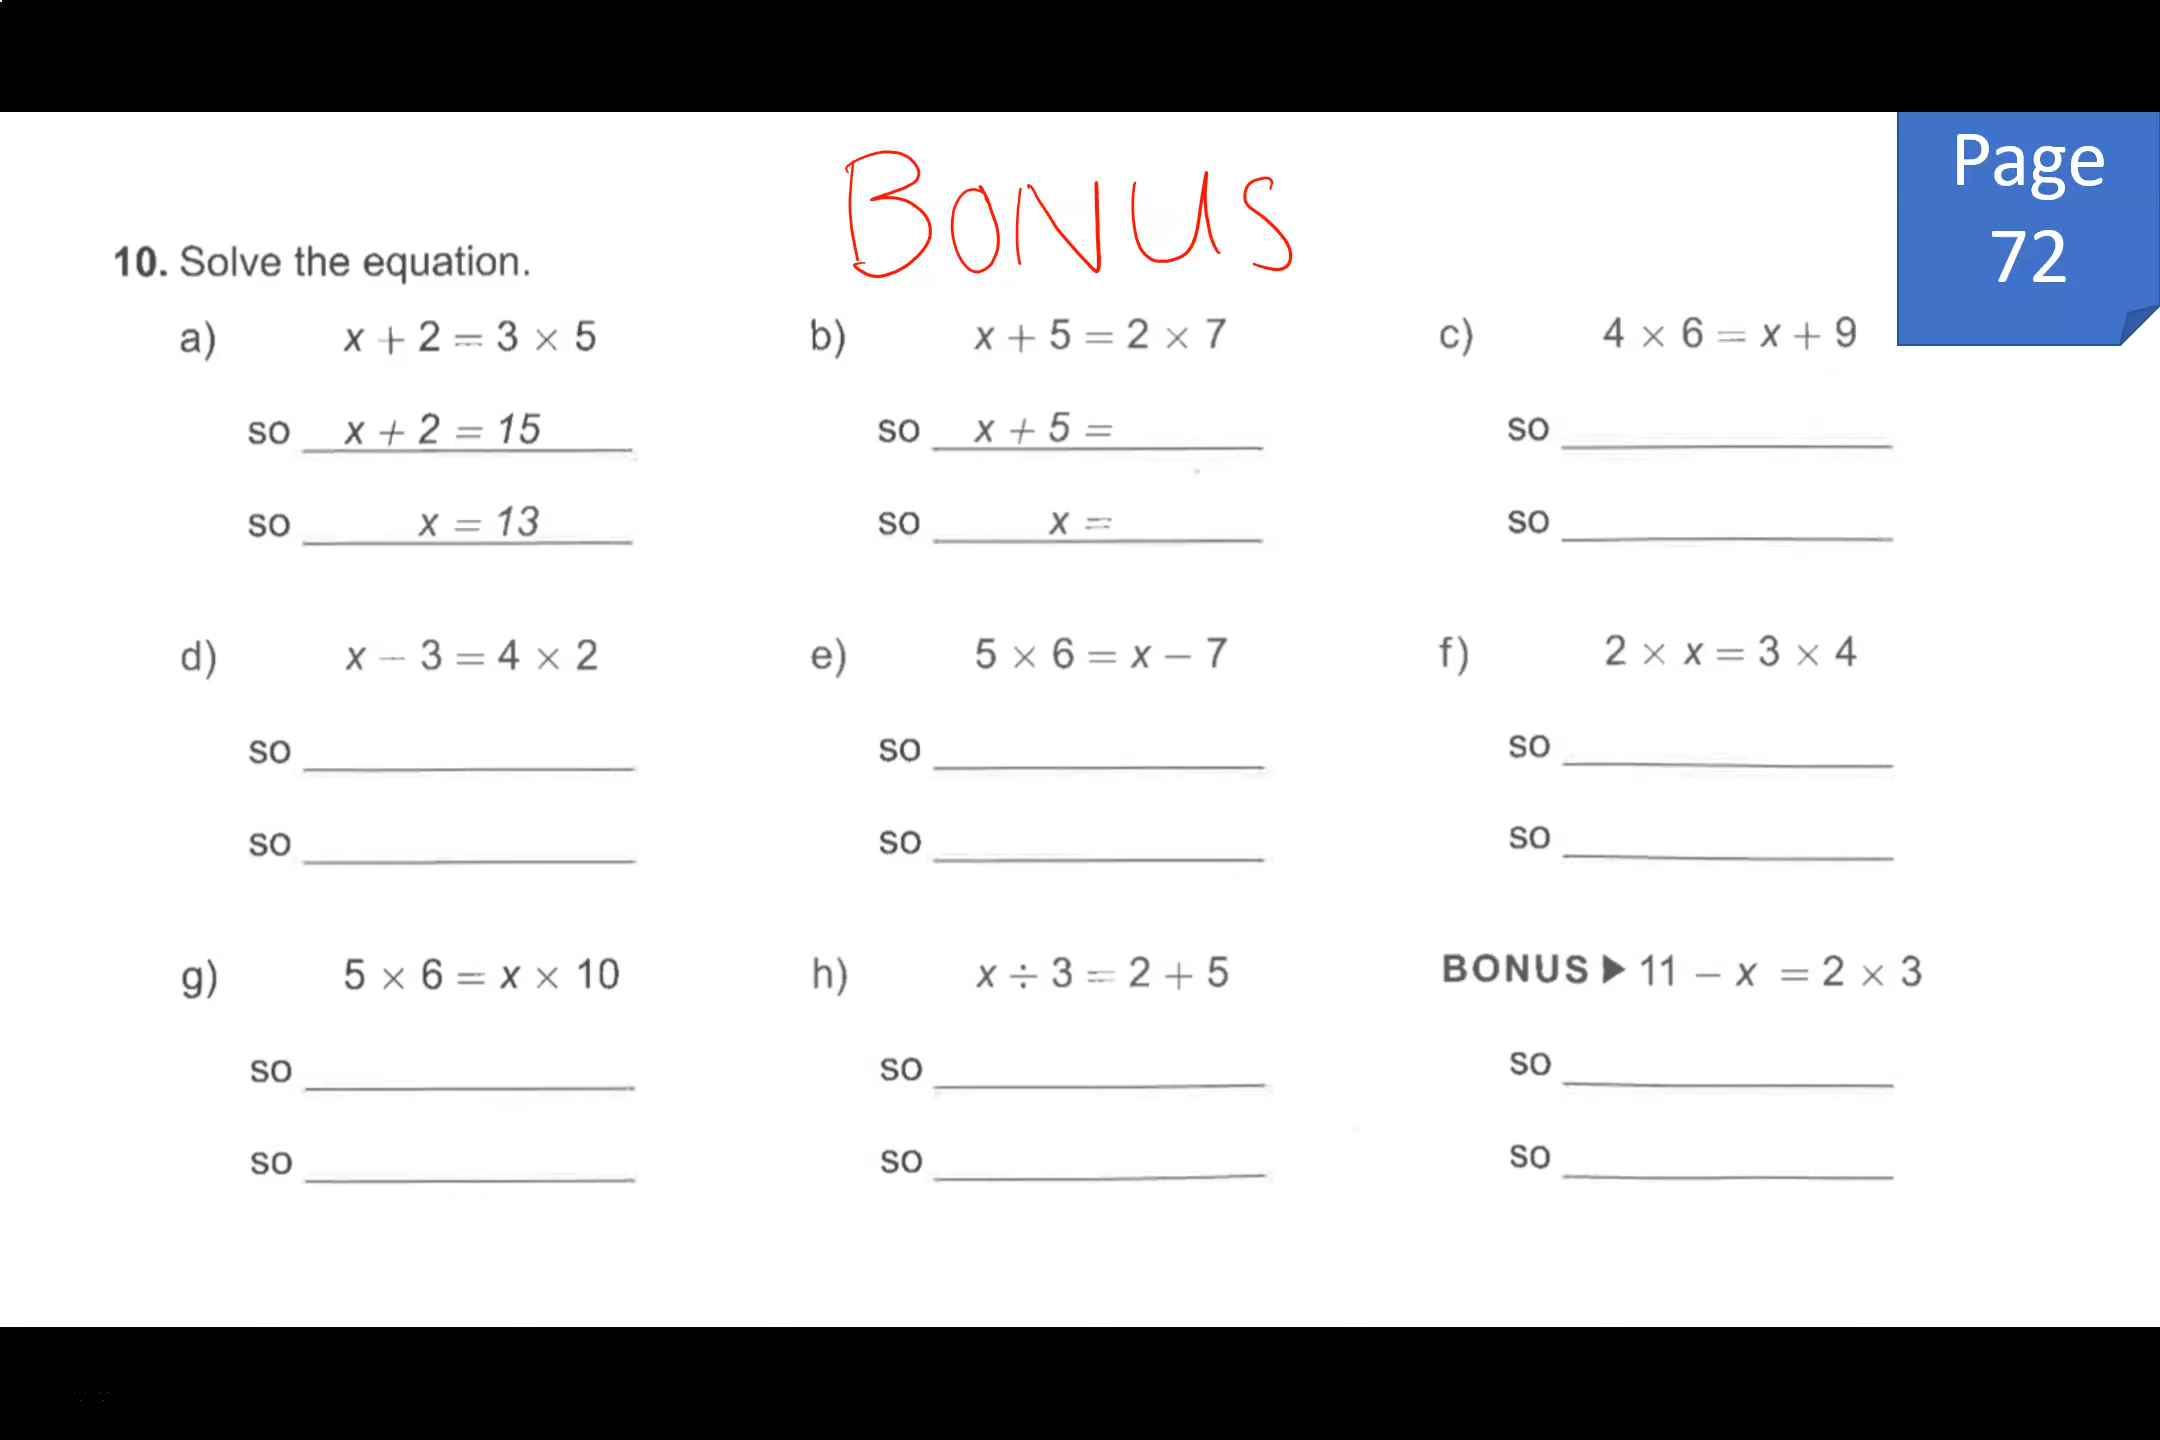 BONUS
Page
72
10. Solve the equation.
a) x + 2 = 3 × 5
b) x + 5 = 2 × 7
c) 4 × 6 = x + 9
so x + 2 = 15
so x + 5 =
so
so x = 13
so x =
so
d) x − 3 = 4 × 2
e) 5 × 6 = x − 7
f) 2 × x = 3 × 4
so
so
so
so
so
so
g) 5 × 6 = x × 10
h) x ÷ 3 = 2 + 5
BONUS ▶ 11 − x = 2 × 3
so
so
so
so
so
so